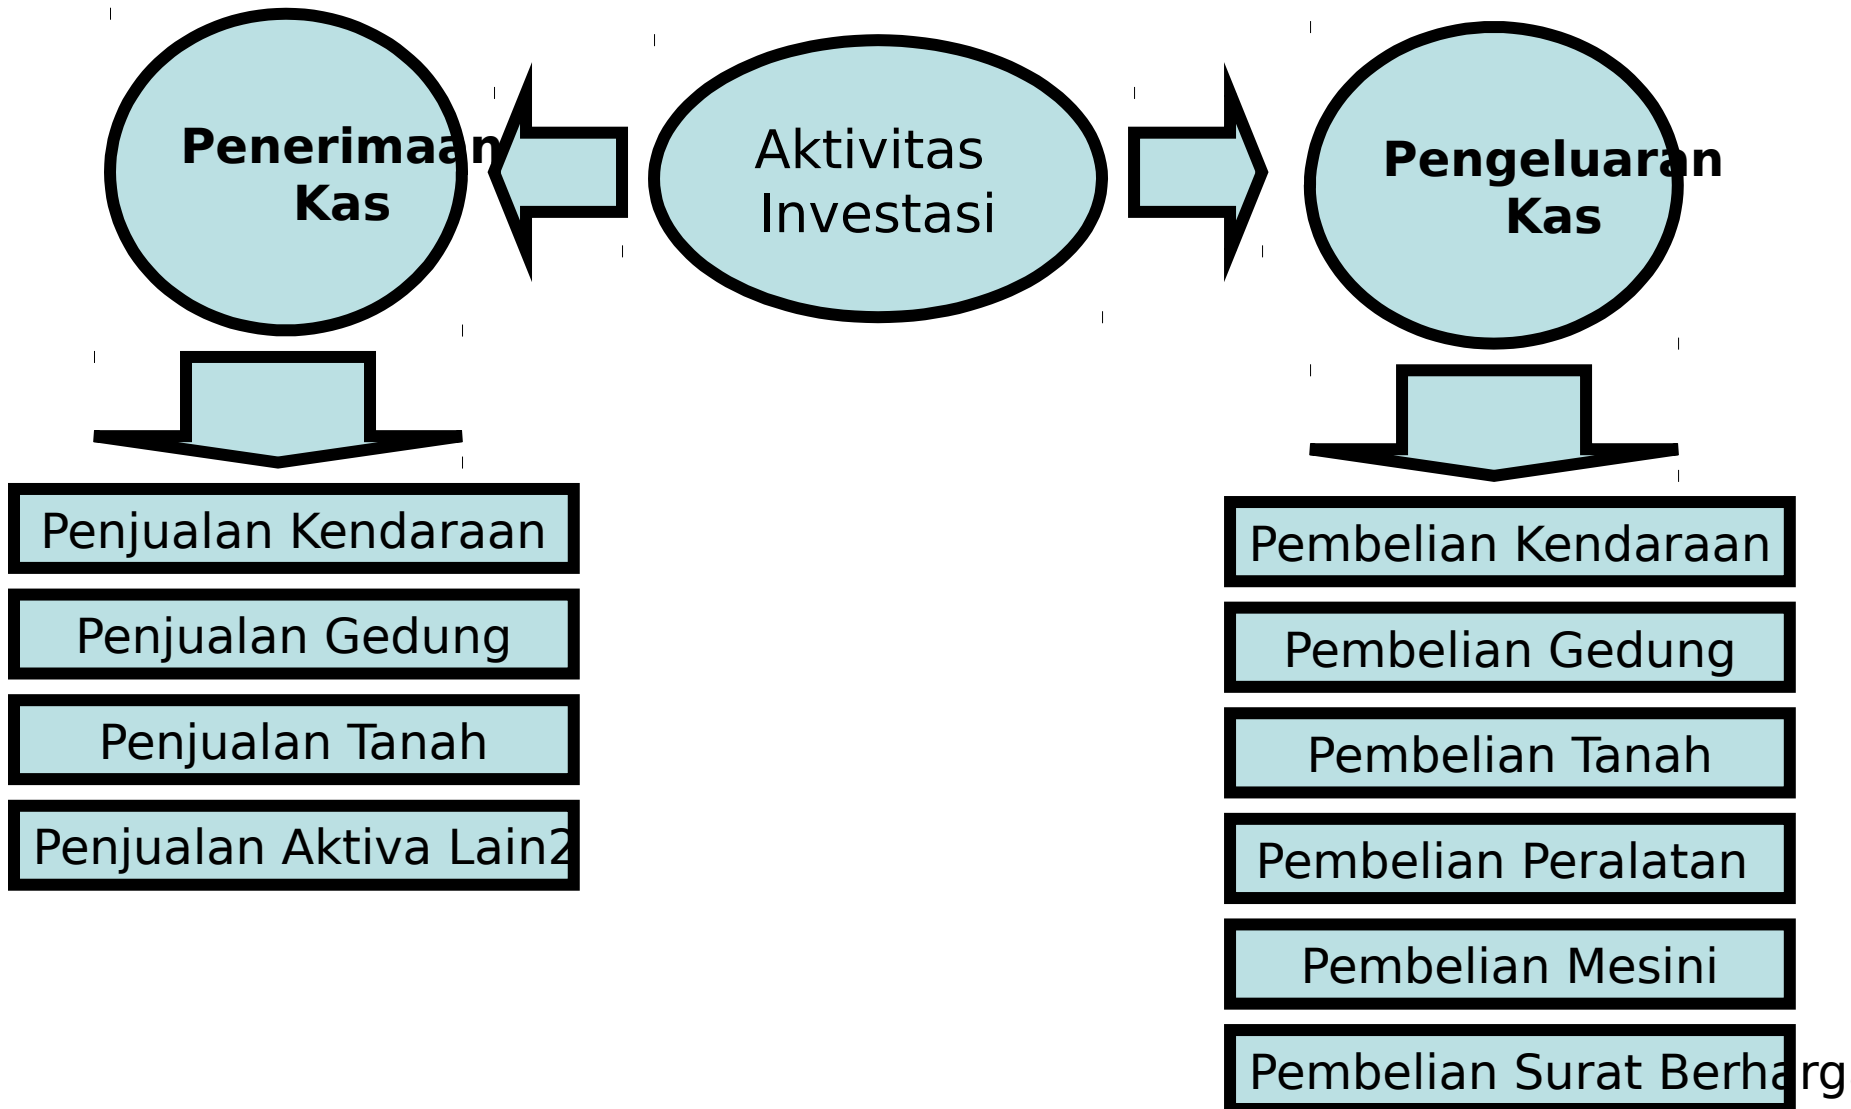 Penerimaan
Kas
Aktivitas
Investasi
Pengeluaran
Kas
Penjualan Kendaraan
Penjualan Gedung
Penjualan Tanah
Penjualan Aktiva Lain2
Pembelian Kendaraan
Pembelian Gedung
Pembelian Tanah
Pembelian Peralatan
Pembelian Mesini
Pembelian Surat Berharg